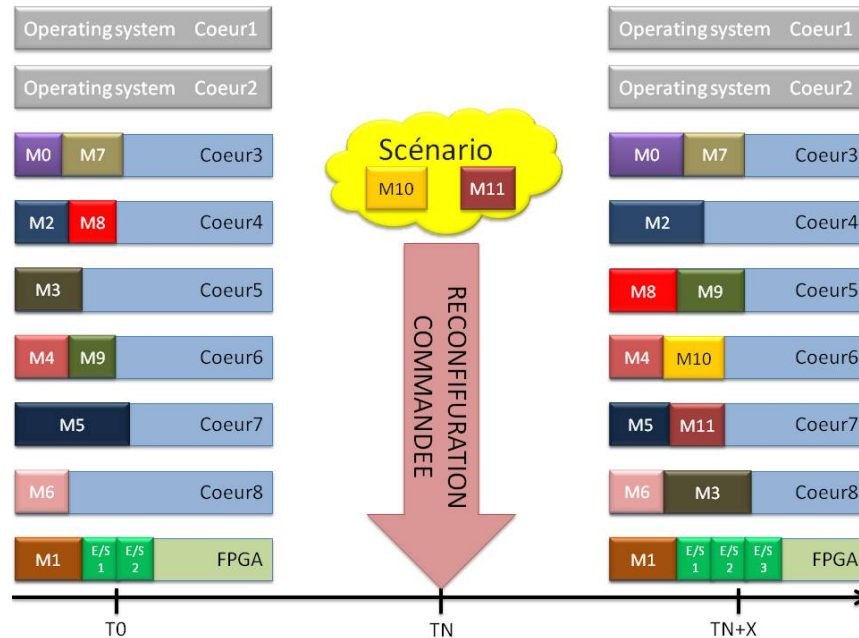 Operating system Coeur1
Operating system Coeur2
M0 M7 Coeur3
M2 M8 Coeur4
M3 Coeur5
M4 M9 Coeur6
M5 Coeur7
M6 Coeur8
M1 E/S 1 E/S 2 FPGA
Scénario
M10 M11
RECONFIFURATION
COMMANDEE
Operating system Coeur1
Operating system Coeur2
M0 M7 Coeur3
M2 Coeur4
M8 M9 Coeur5
M4 M10 Coeur6
M5 M11 Coeur7
M6 M3 Coeur8
M1 E/S 1 E/S 2 E/S 3 FPGA
T0 TN TN+X